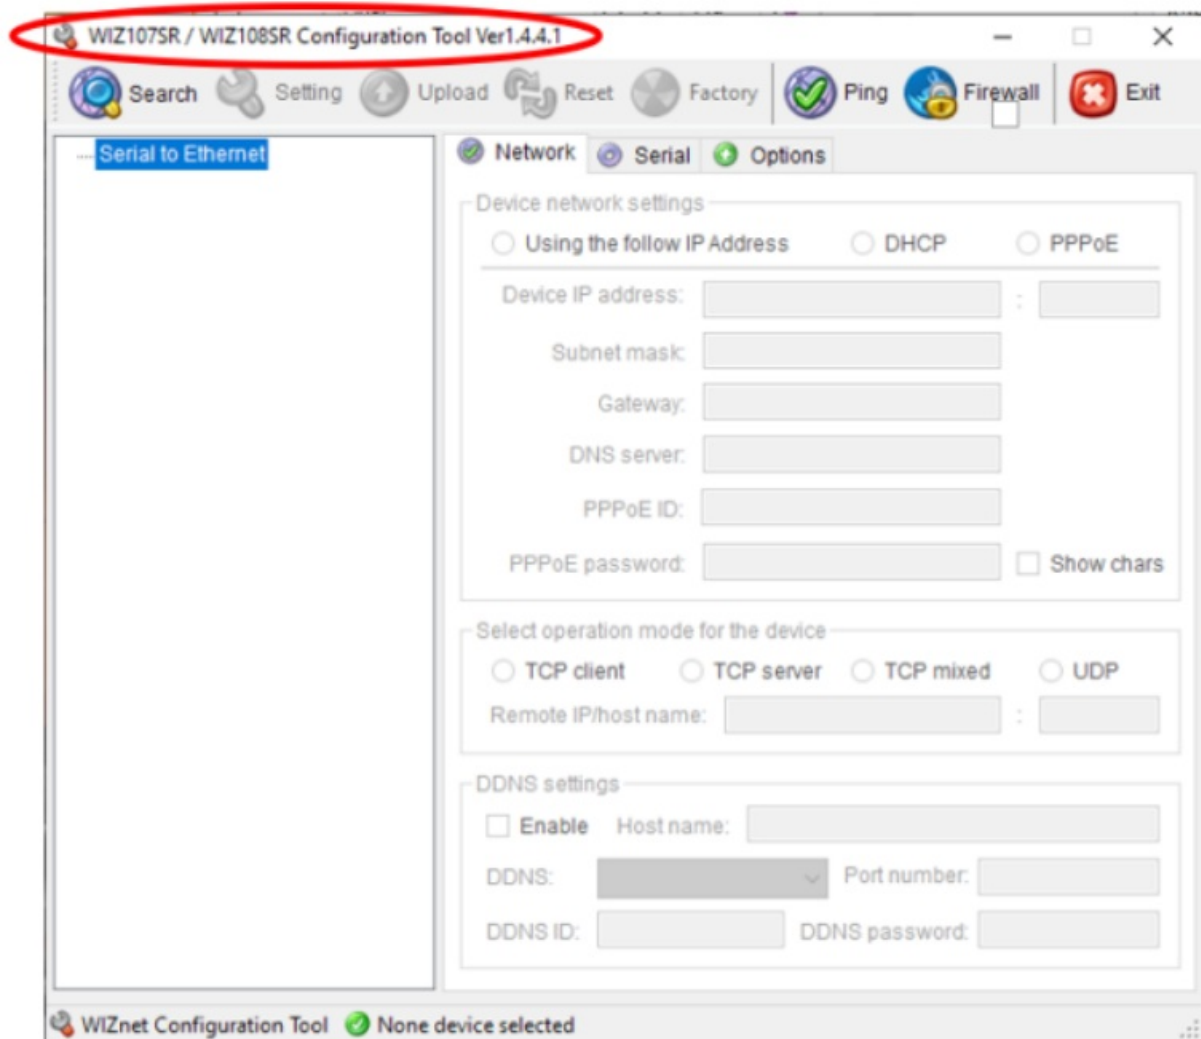 WIZ107SR / WIZ108SR Configuration Tool Ver1.4.4.1
Search Setting Upload Reset Factory Ping Firewall Exit
Serial to Ethernet
Network Serial Options
Device network settings
Using the follow IP Address DHCP PPPoE
Device IP address: :
Subnet mask:
Gateway:
DNS server:
PPPoE ID:
PPPoE password: Show chars
Select operation mode for the device
TCP client TCP server TCP mixed UDP
Remote IP/host name: :
DDNS settings
Enable Host name:
DDNS: Port number:
DDNS ID: DDNS password:
WIZnet Configuration Tool None device selected